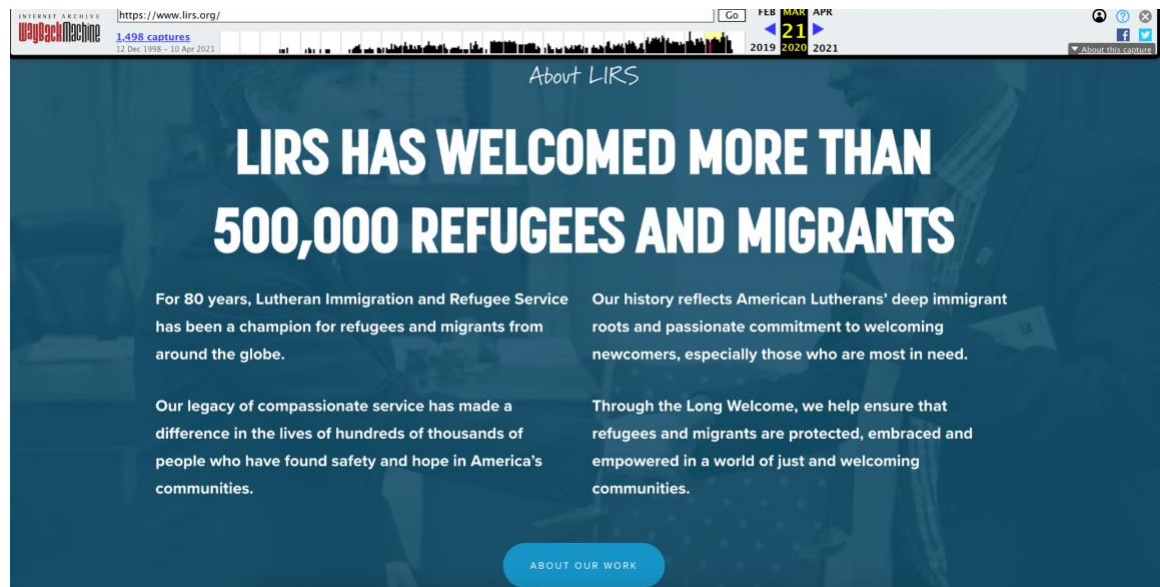 INTERNET ARCHIVE
WayBackMachine
https://www.lirs.org/
Go
1,498 captures
12 Dec 1998 – 10 Apr 2021
FEB MAR APR
21
2019 2020 2021
About this capture
About LIRS
LIRS HAS WELCOMED MORE THAN
500,000 REFUGEES AND MIGRANTS
For 80 years, Lutheran Immigration and Refugee Service
has been a champion for refugees and migrants from
around the globe.
Our legacy of compassionate service has made a
difference in the lives of hundreds of thousands of
people who have found safety and hope in America’s
communities.
Our history reflects American Lutherans’ deep immigrant
roots and passionate commitment to welcoming
newcomers, especially those who are most in need.
Through the Long Welcome, we help ensure that
refugees and migrants are protected, embraced and
empowered in a world of just and welcoming
communities.
ABOUT OUR WORK